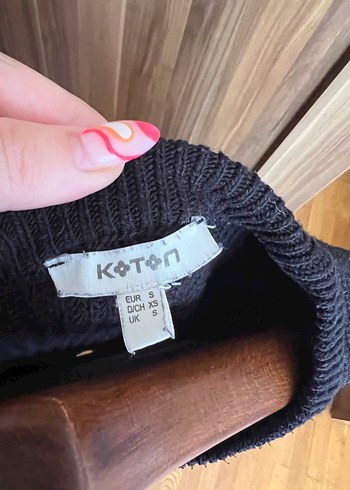 KOTON
EUR S
D/CH XS
UK S